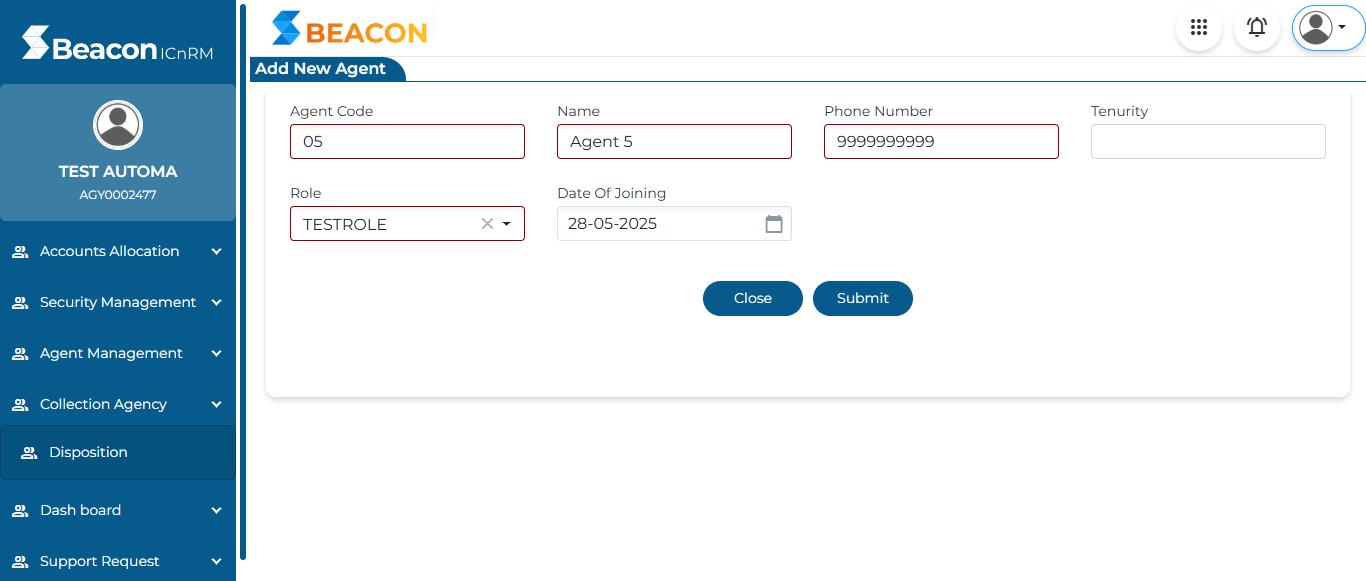 Beacon ICnRM
TEST AUTOMA
AGY0002477
Accounts Allocation
Security Management
Agent Management
Collection Agency
Disposition
Dash board
Support Request
BEACON
Add New Agent
Agent Code
Name
Phone Number
Tenurity
05
Agent 5
9999999999
Role
Date Of Joining
TESTROLE
28-05-2025
Close
Submit